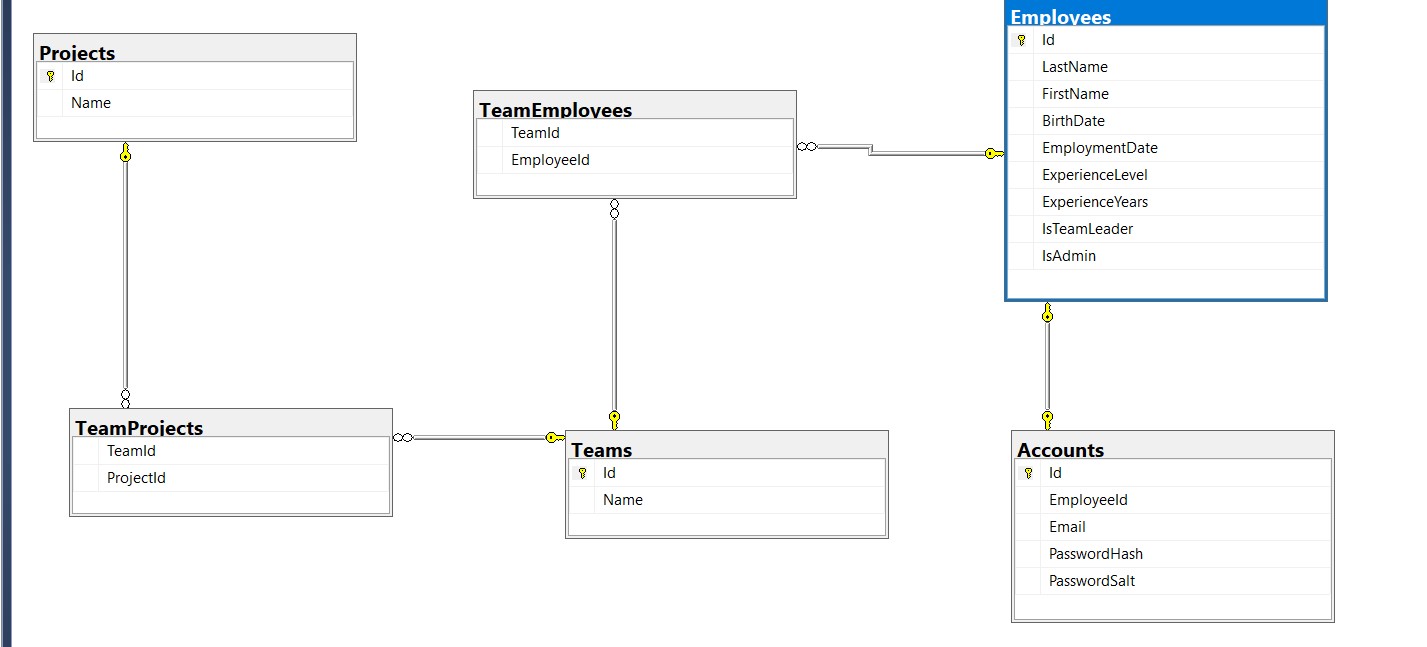 Projects
Id
Name
TeamEmployees
TeamId
EmployeeId
Employees
Id
LastName
FirstName
BirthDate
EmploymentDate
ExperienceLevel
ExperienceYears
IsTeamLeader
IsAdmin
TeamProjects
TeamId
ProjectId
Teams
Id
Name
Accounts
Id
EmployeeId
Email
PasswordHash
PasswordSalt